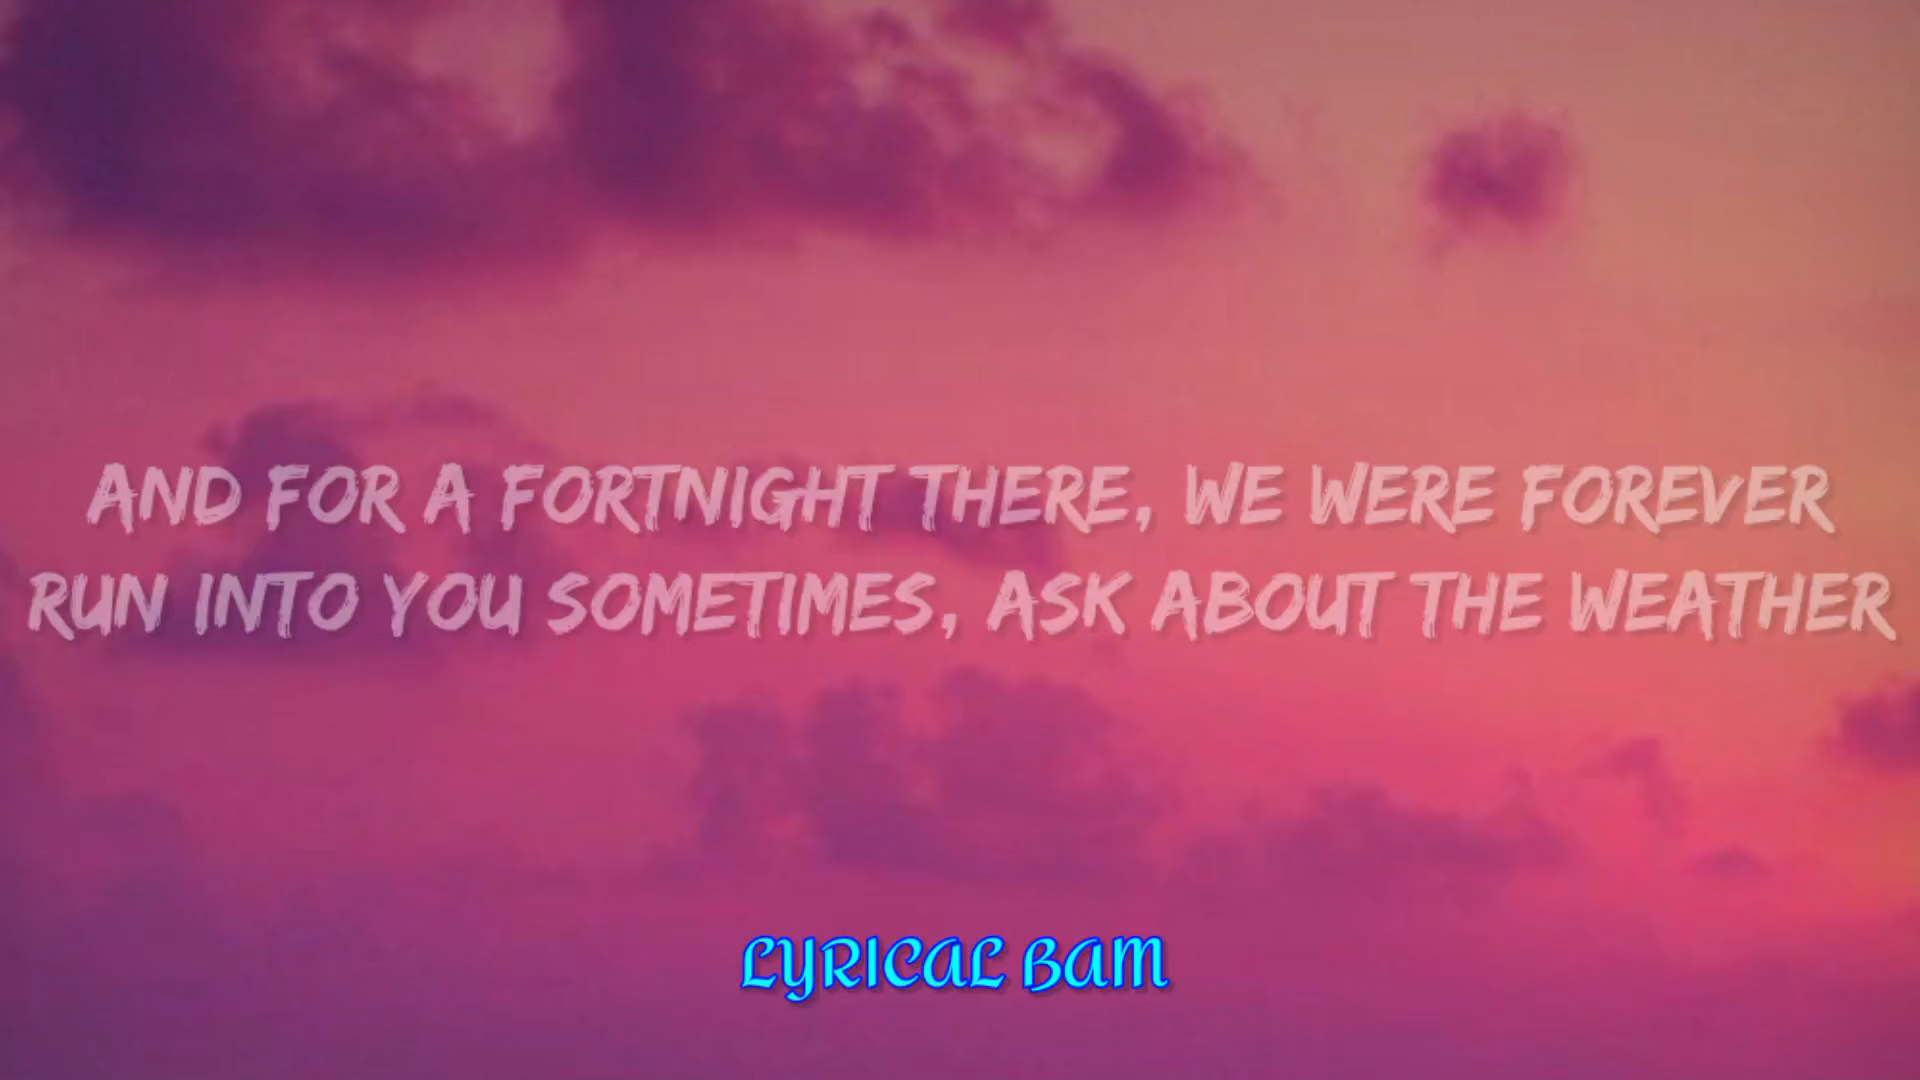 AND FOR A FORTNIGHT THERE, WE WERE FOREVER
RUN INTO YOU SOMETIMES, ASK ABOUT THE WEATHER
LYRICAL BAM